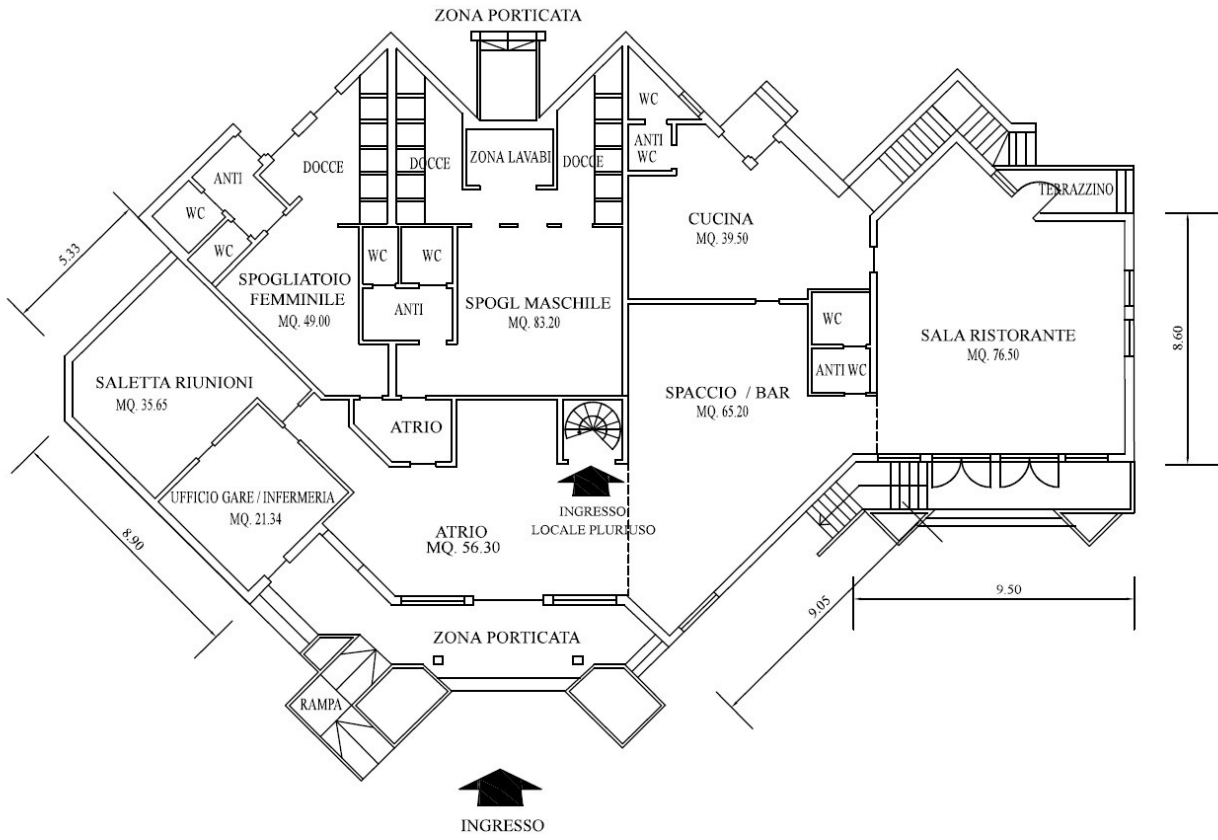 ZONA PORTICATA
WC
ANTI
WC
DOCCE
DOCCE
ZONA LAVABI
DOCCE
ANTI
WC
WC
TERRAZZINO
CUCINA
MQ. 39.50
5.33
WC
WC
WC
SPOGLIATOIO
FEMMINILE
MQ. 49.00
ANTI
SPOGL MASCHILE
MQ. 83.20
WC
SALA RISTORANTE
MQ. 76.50
8.60
ANTI WC
SALETTA RIUNIONI
MQ. 35.65
SPACCIO / BAR
MQ. 65.20
ATRIO
UFFICIO GARE / INFERMERIA
MQ. 21.34
INGRESSO
LOCALE PLURIUSO
ATRIO
MQ. 56.30
8.90
9.05
9.50
ZONA PORTICATA
RAMPA
INGRESSO